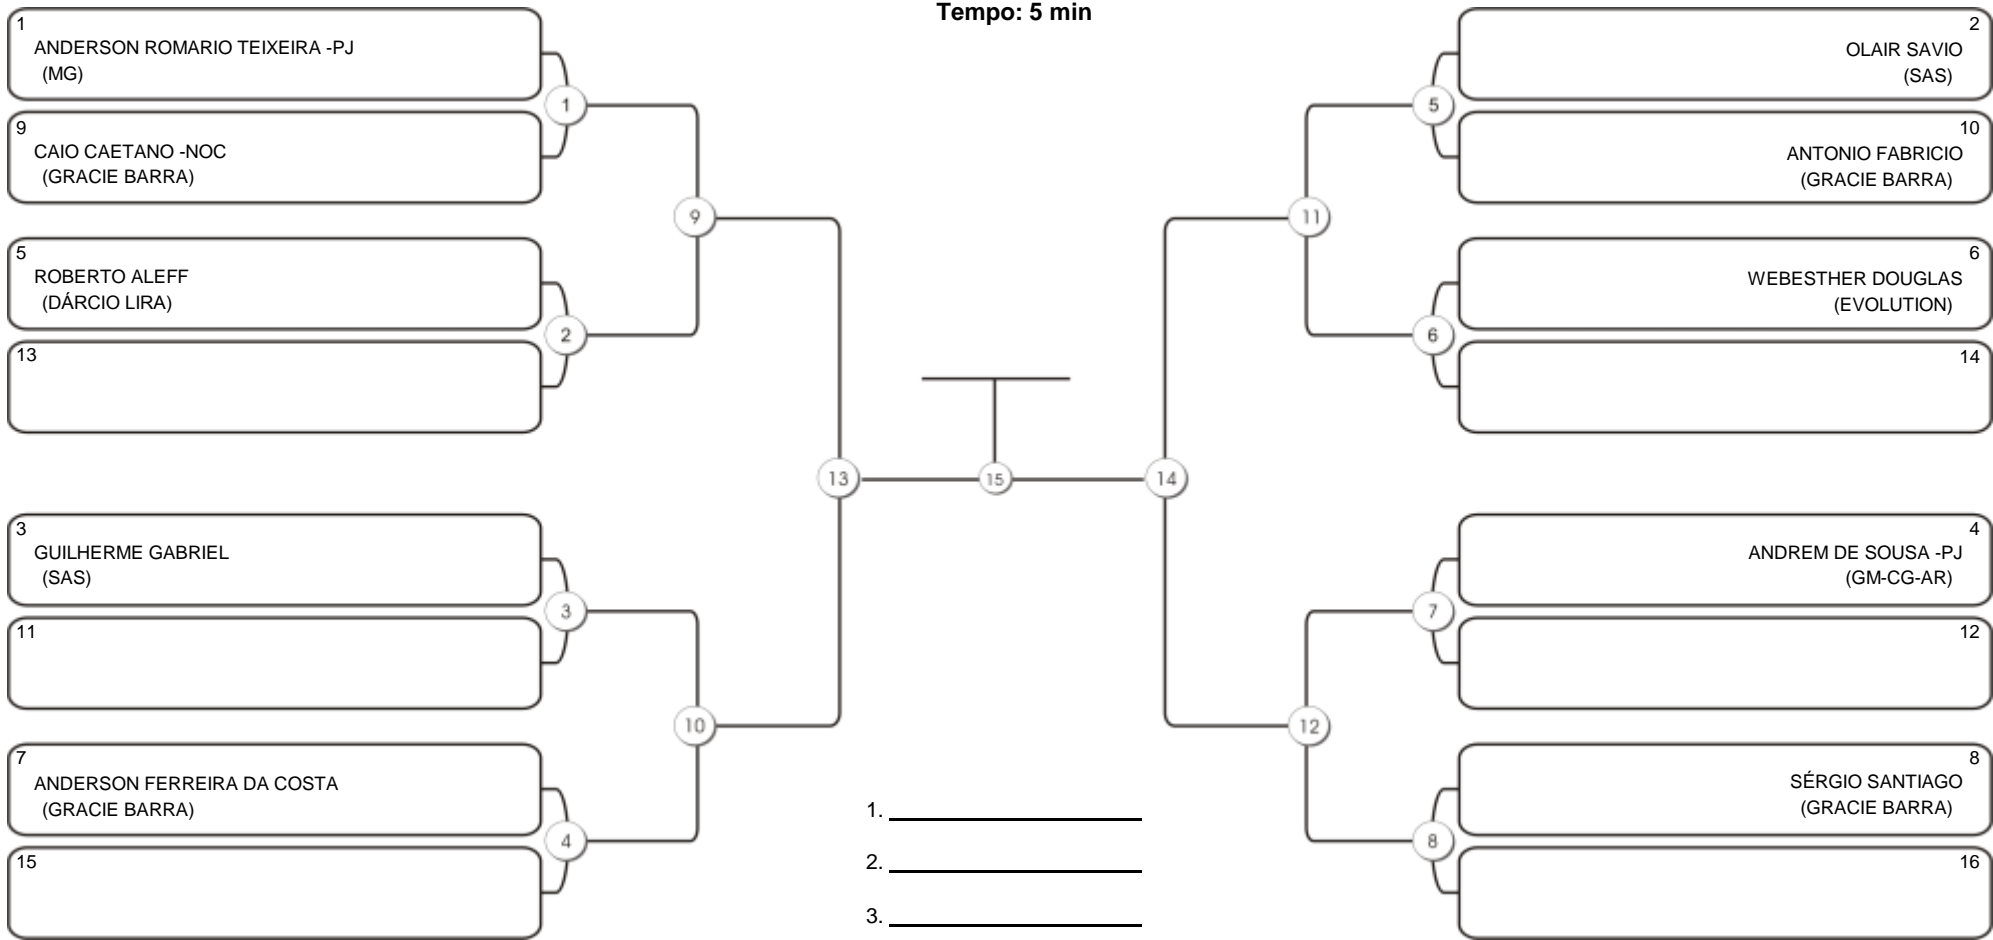 Tempo: 5 min
1
ANDERSON ROMARIO TEIXEIRA -PJ
(MG)
9
CAIO CAETANO -NOC
(GRACIE BARRA)
5
ROBERTO ALEFF
(DÁRCIO LIRA)
13
3
GUILHERME GABRIEL
(SAS)
11
7
ANDERSON FERREIRA DA COSTA
(GRACIE BARRA)
15
1
2
3
4
9
10
13
15
14
11
12
5
6
7
8
2
OLAIR SAVIO
(SAS)
10
ANTONIO FABRICIO
(GRACIE BARRA)
6
WEBESTHER DOUGLAS
(EVOLUTION)
14
4
ANDREM DE SOUSA -PJ
(GM-CG-AR)
12
8
SÉRGIO SANTIAGO
(GRACIE BARRA)
16
1.
2.
3.